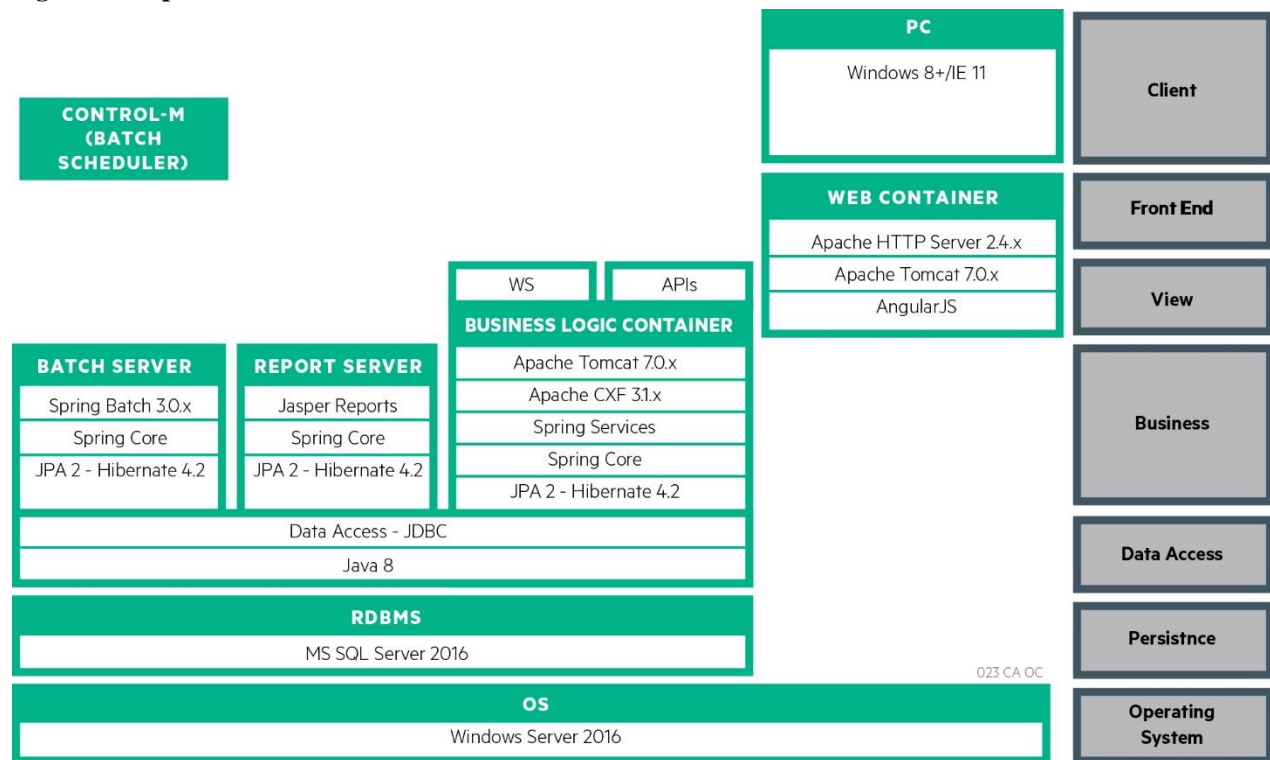 PC
Windows 8+/IE 11
Client
CONTROL-M
(BATCH
SCHEDULER)
WEB CONTAINER
Apache HTTP Server 2.4.x
Apache Tomcat 7.0.x
AngularJS
Front End
View
WS
APIs
BUSINESS LOGIC CONTAINER
Apache Tomcat 7.0.x
Apache CXF 3.1.x
Spring Services
Spring Core
JPA 2 - Hibernate 4.2
BATCH SERVER
Spring Batch 3.0.x
Spring Core
JPA 2 - Hibernate 4.2
REPORT SERVER
Jasper Reports
Spring Core
JPA 2 - Hibernate 4.2
Business
Data Access - JDBC
Java 8
Data Access
RDBMS
MS SQL Server 2016
Persistnce
023 CA OC
OS
Windows Server 2016
Operating
System